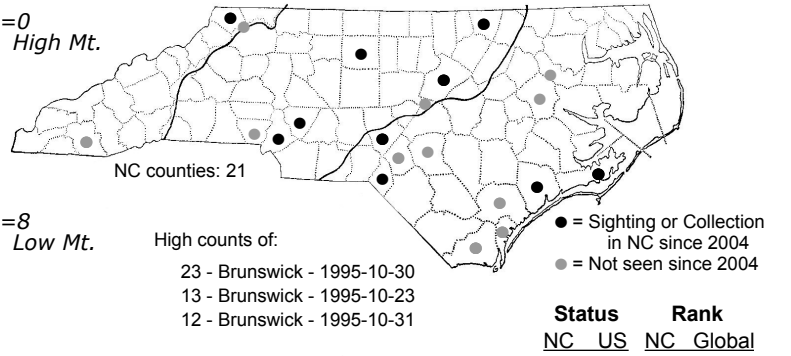 =0
High Mt.
NC counties: 21
=8
Low Mt.
High counts of:
23 - Brunswick - 1995-10-30
13 - Brunswick - 1995-10-23
12 - Brunswick - 1995-10-31
= Sighting or Collection
in NC since 2004
= Not seen since 2004
Status Rank
NC US NC Global